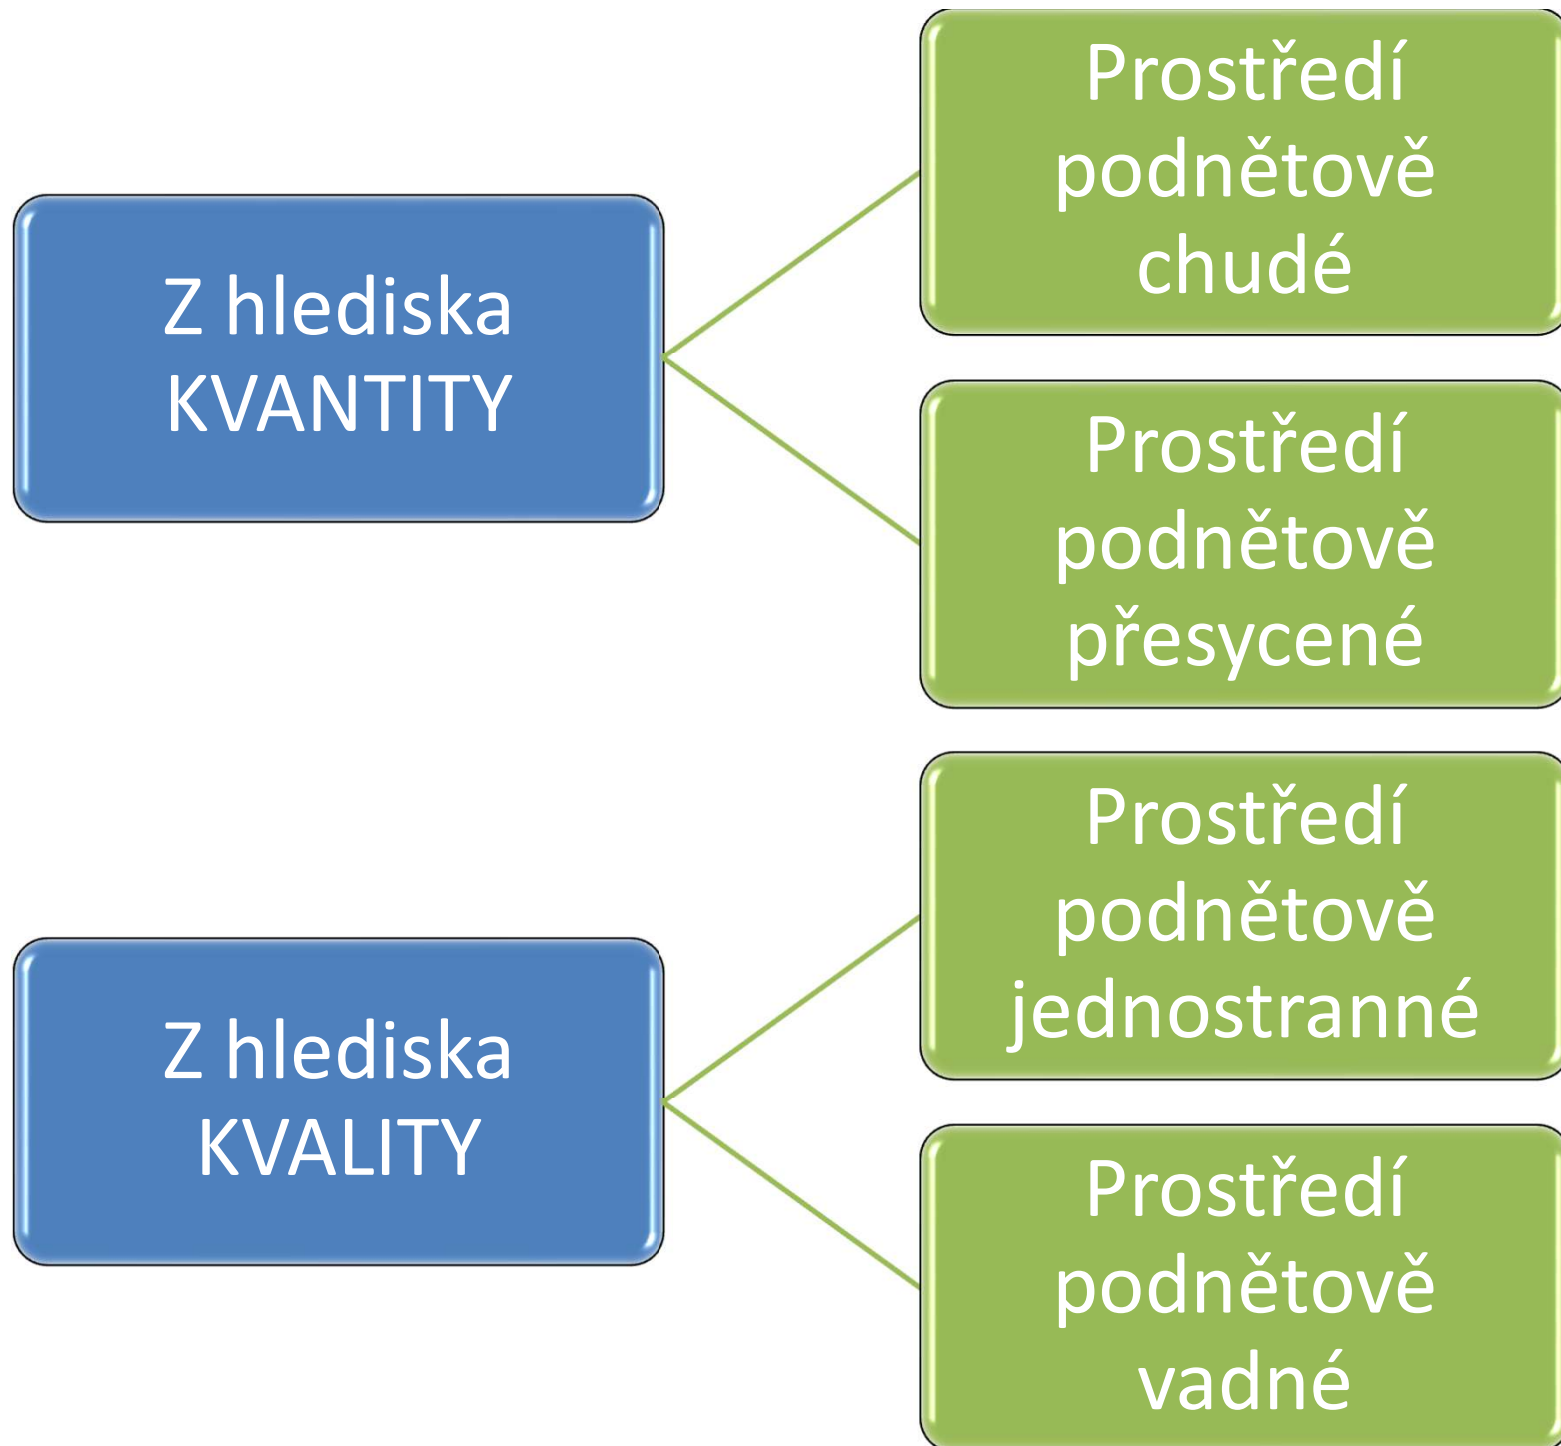 Z hlediska
KVANTITY
Prostředí
podnětově
chudé
Prostředí
podnětově
přesycené
Z hlediska
KVALITY
Prostředí
podnětově
jednostranné
Prostředí
podnětově
vadné